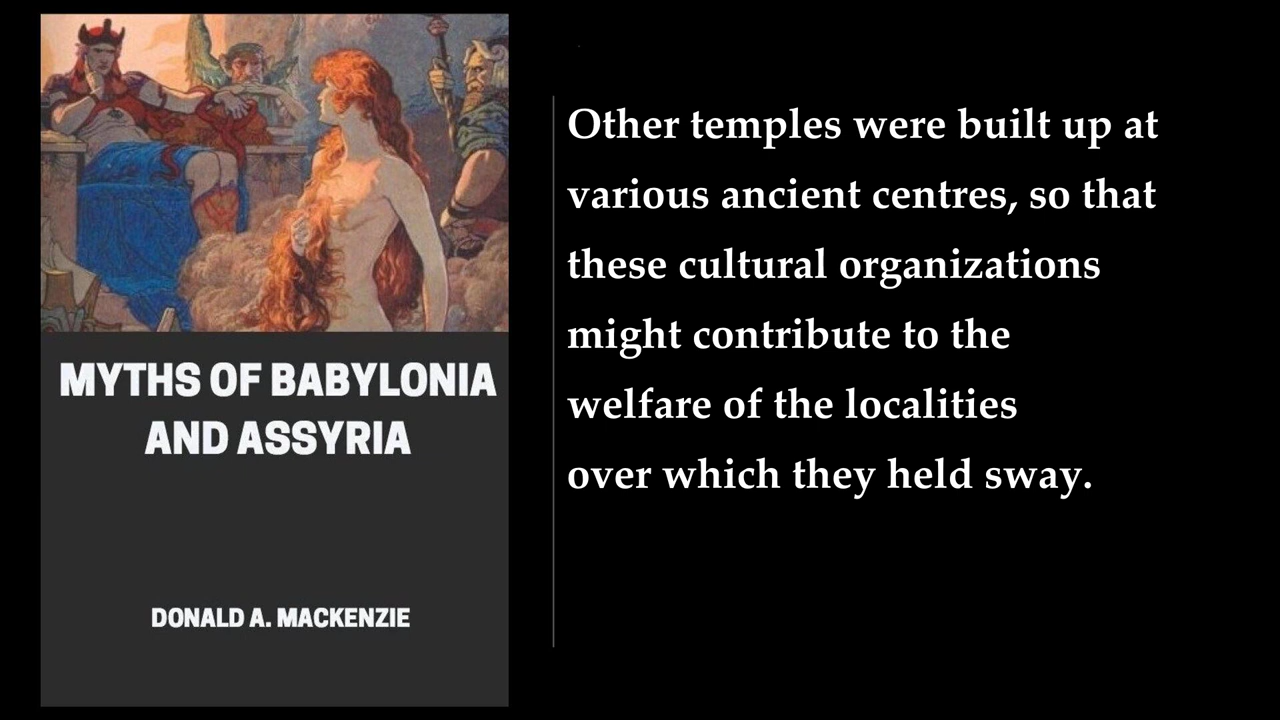 MYTHS OF BABYLONIA
AND ASSYRIA
DONALD A. MACKENZIE
Other temples were built up at
various ancient centres, so that
these cultural organizations
might contribute to the
welfare of the localities
over which they held sway.